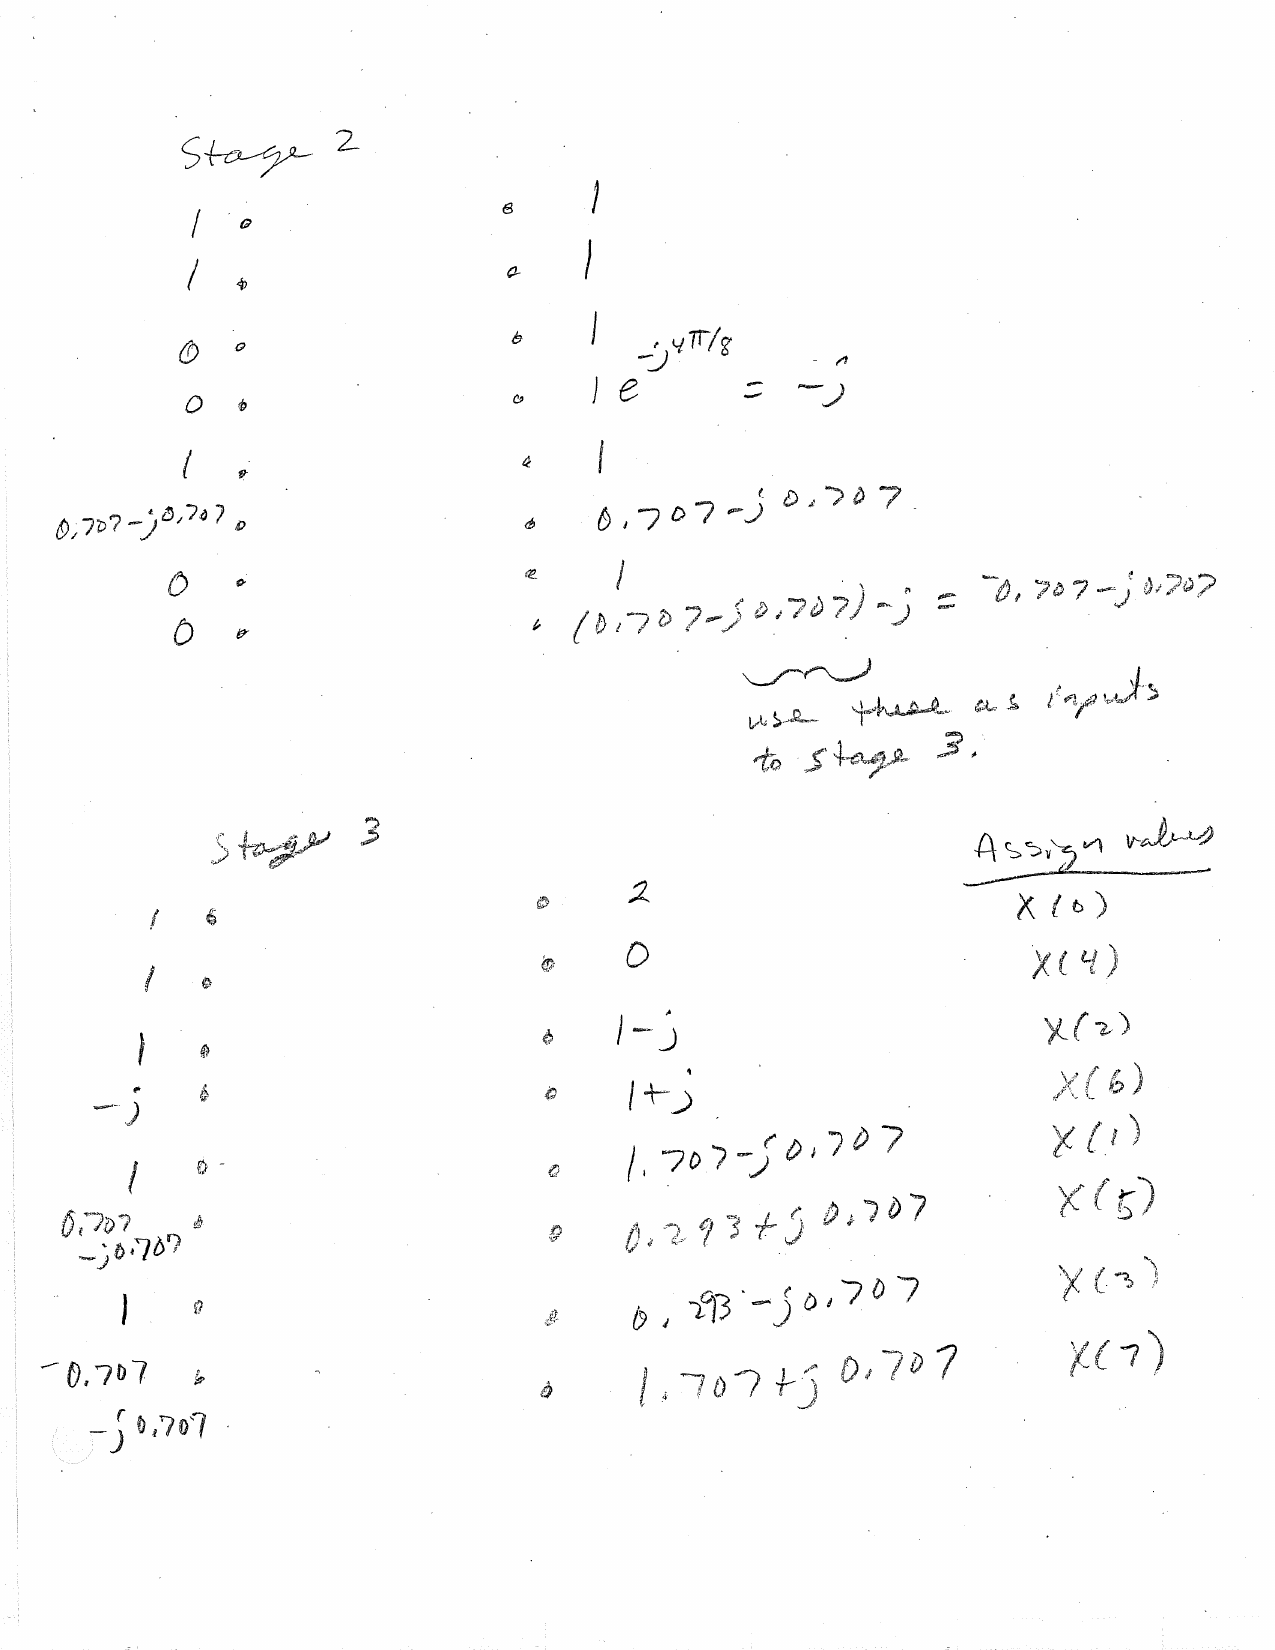 Stage 2
1 1
1 1
0 1
0 1 e^{-j4π/8} = -j
1 1
0.707-j0.707 0.707-j0.707
0 1
0 (0.707-j0.707)-j = -0.707-j0.707
use these as inputs
to stage 3.
Stage 3 Assign values
1 2 X(0)
1 0 X(4)
1 1-j X(2)
-j 1+j X(6)
1 1.707-j0.707 X(1)
0.707 0.293+j0.707 X(5)
-j0.707
1 0.293-j0.707 X(3)
-0.707 1.707+j0.707 X(7)
-j0.707